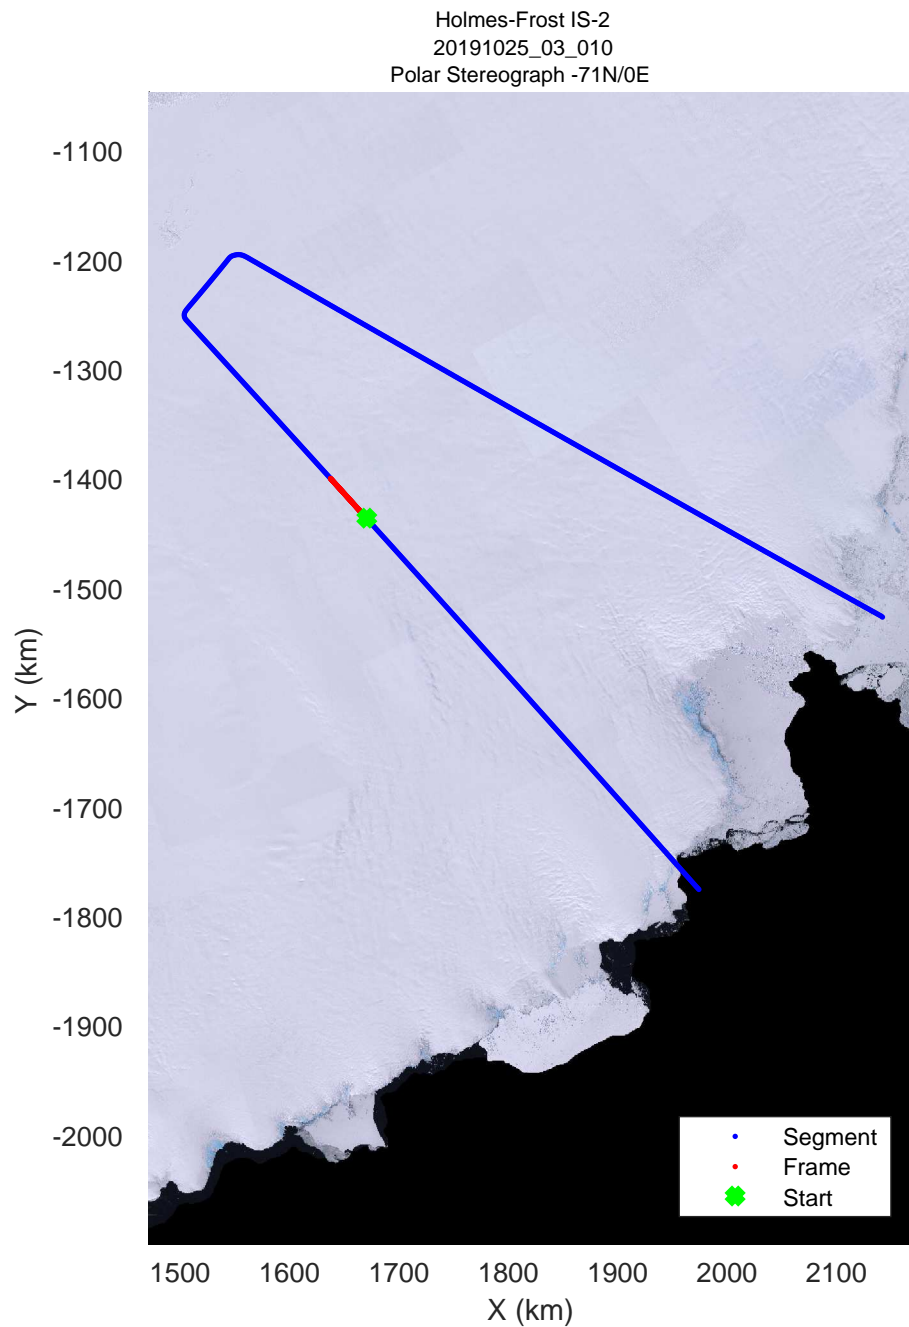 Holmes-Frost IS-2
20191025_03_010
Polar Stereograph -71N/0E
-1100
-1200
-1300
-1400
-1500
-1600
-1700
-1800
-1900
-2000
Y (km)
Segment
Frame
Start
1500 1600 1700 1800 1900 2000 2100
X (km)